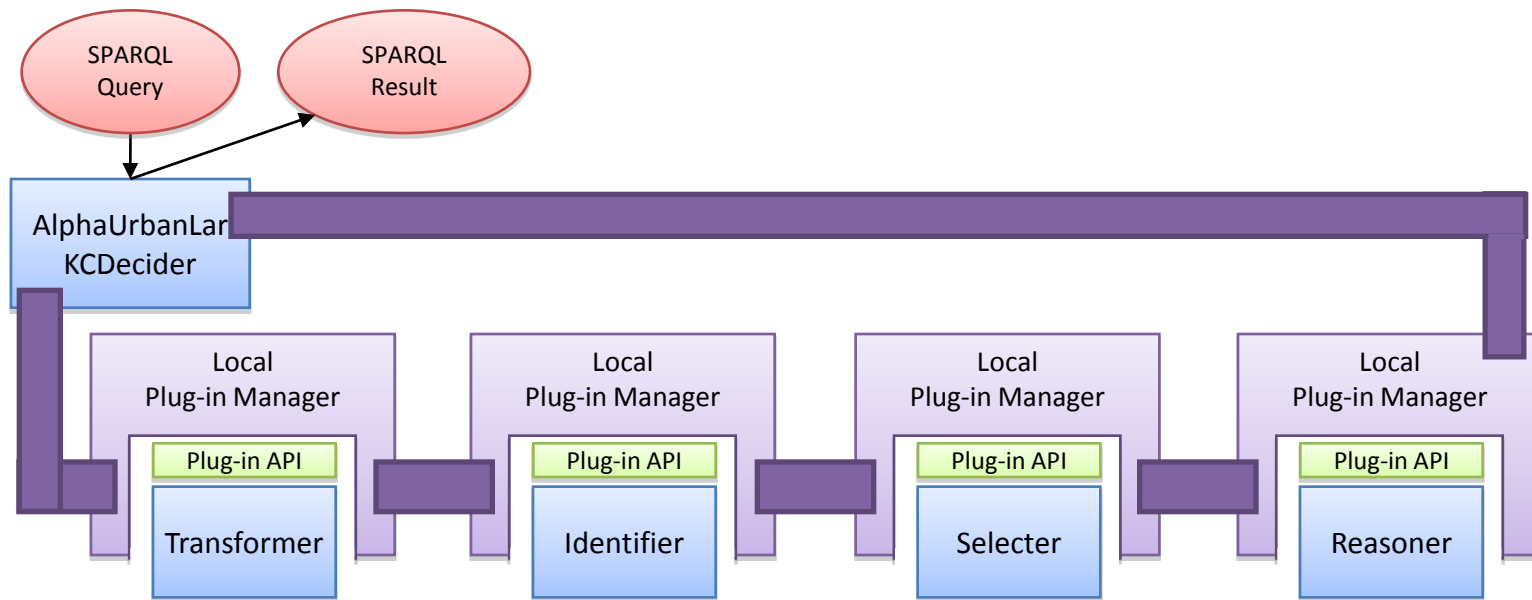 SPARQL
Query
SPARQL
Result
AlphaUrbanLar
KCDecider
Local
Plug-in Manager
Local
Plug-in Manager
Local
Plug-in Manager
Local
Plug-in Manager
Plug-in API
Plug-in API
Plug-in API
Plug-in API
Transformer
Identifier
Selecter
Reasoner